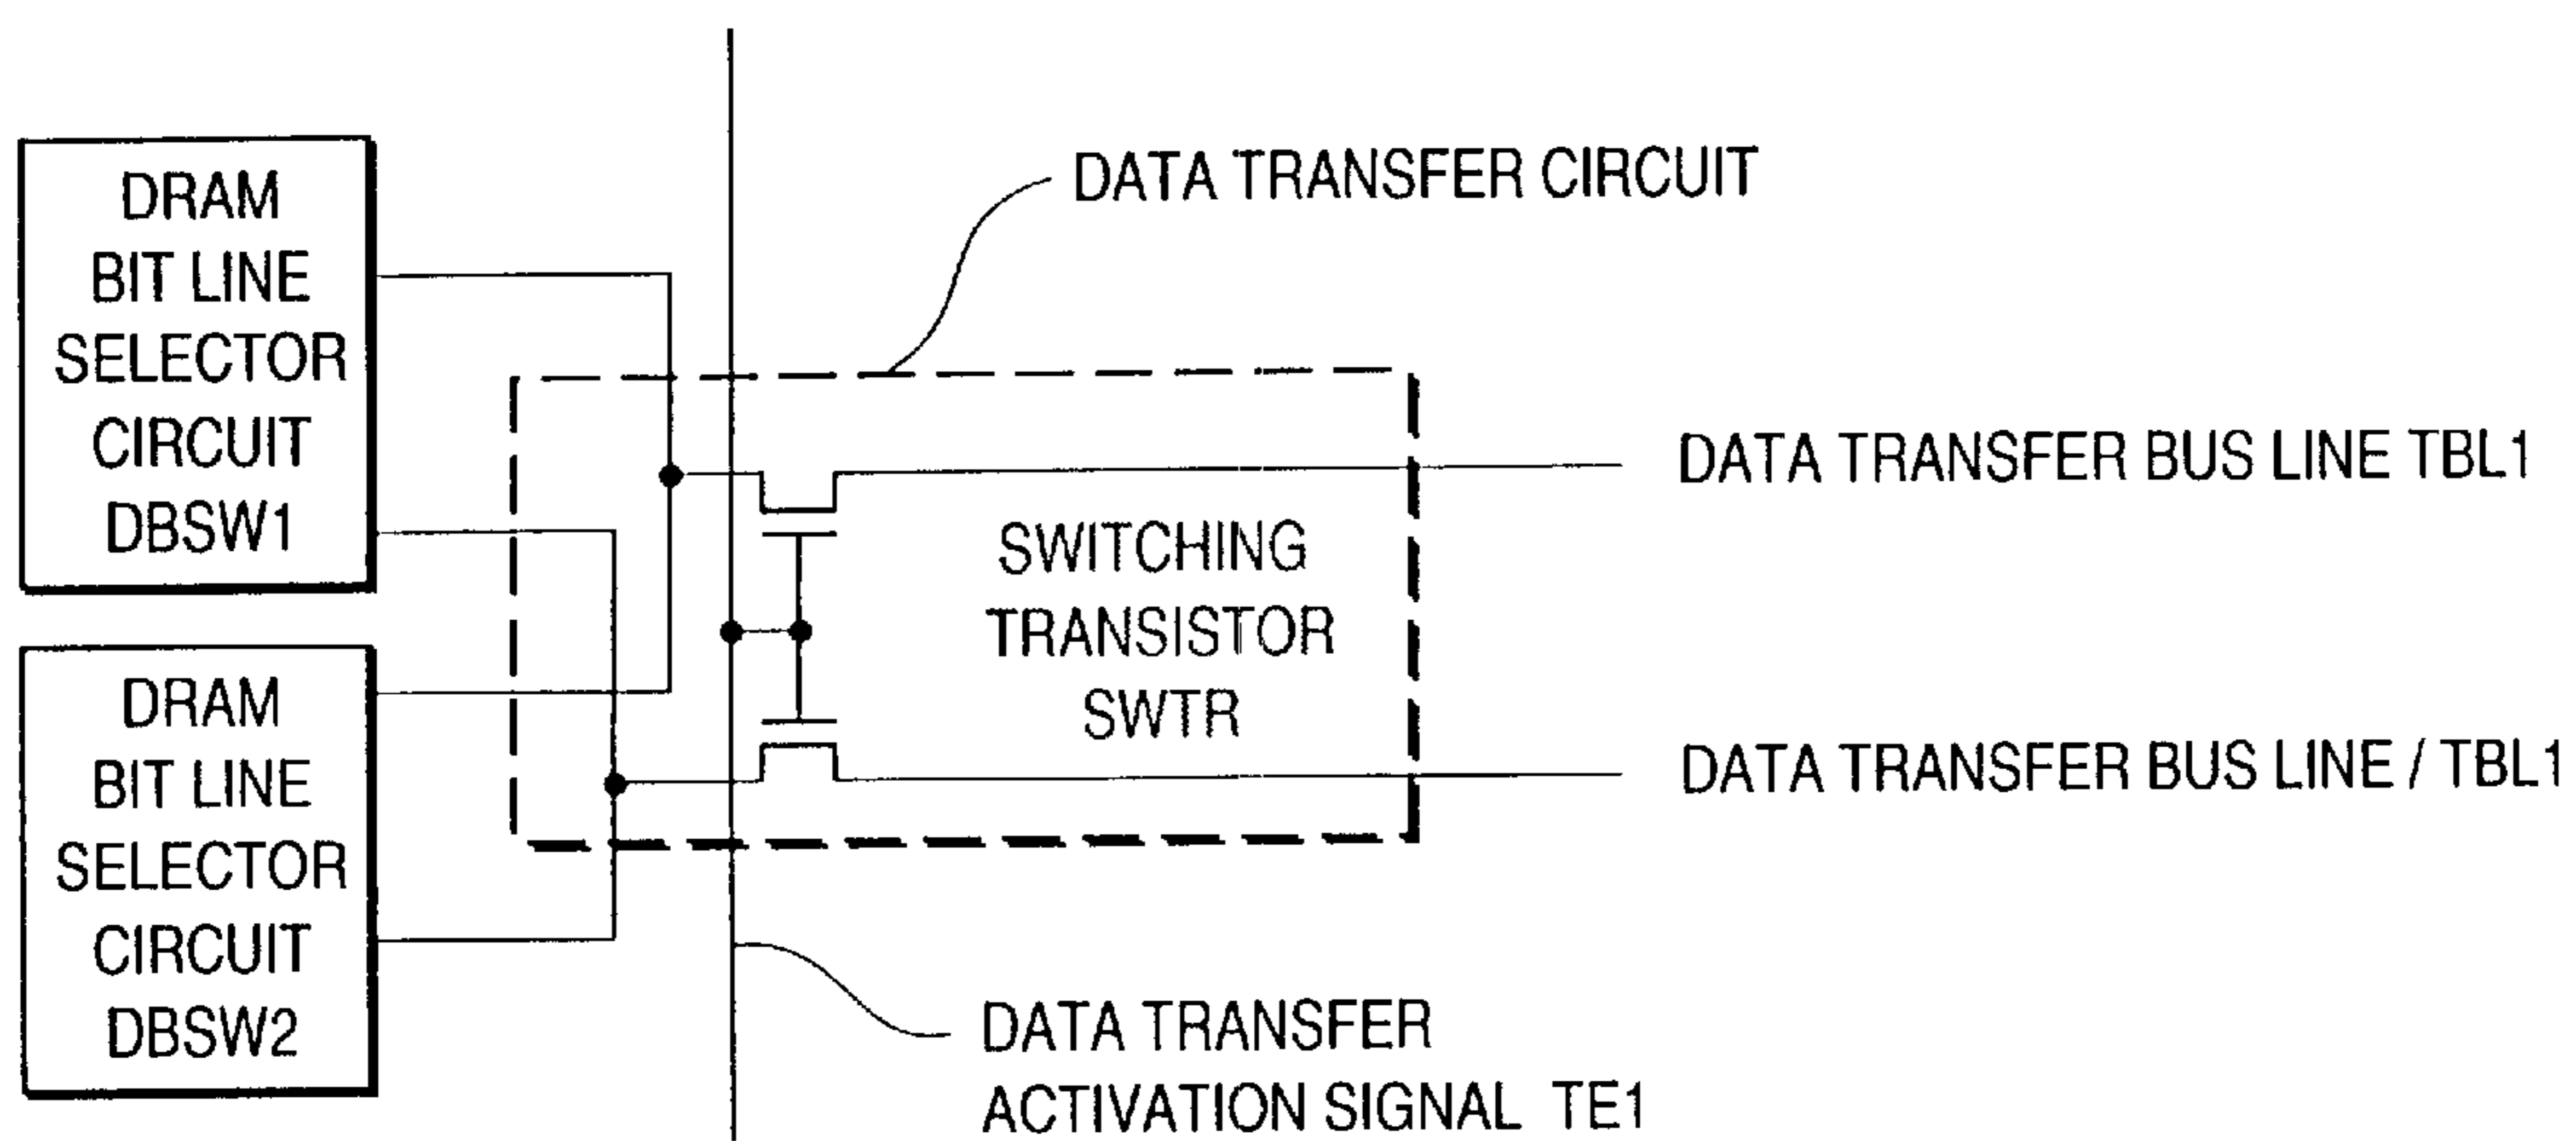 DRAM
BIT LINE
SELECTOR
CIRCUIT
DBSW1
DATA TRANSFER CIRCUIT
DATA TRANSFER BUS LINE TBL1
SWITCHING
TRANSISTOR
SWTR
DRAM
BIT LINE
SELECTOR
CIRCUIT
DBSW2
DATA TRANSFER BUS LINE / TBL1
DATA TRANSFER
ACTIVATION SIGNAL TE1